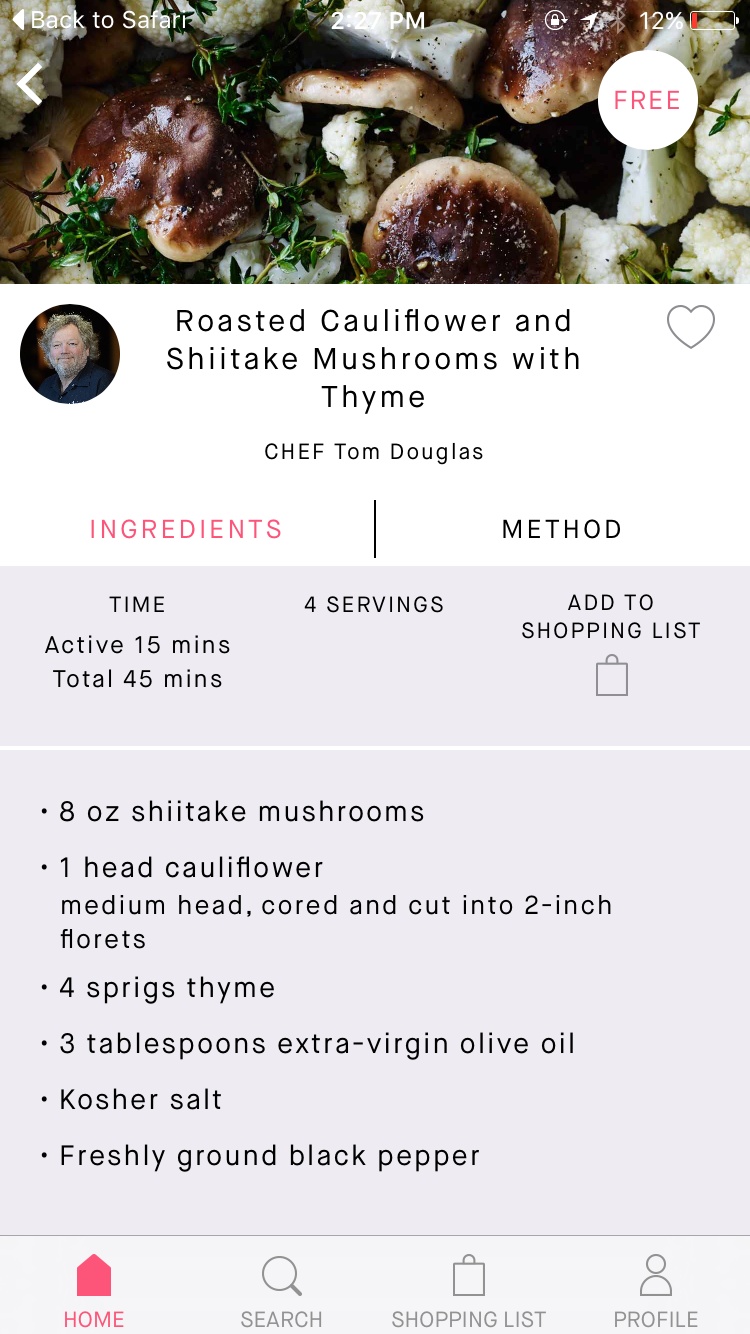 Back to Safari 2:27 PM 12%
FREE
Roasted Cauliflower and
Shiitake Mushrooms with
Thyme
CHEF Tom Douglas
INGREDIENTS METHOD
TIME 4 SERVINGS ADD TO
SHOPPING LIST
Active 15 mins
Total 45 mins
• 8 oz shiitake mushrooms
• 1 head cauliflower
medium head, cored and cut into 2-inch
florets
• 4 sprigs thyme
• 3 tablespoons extra-virgin olive oil
• Kosher salt
• Freshly ground black pepper
HOME SEARCH SHOPPING LIST PROFILE